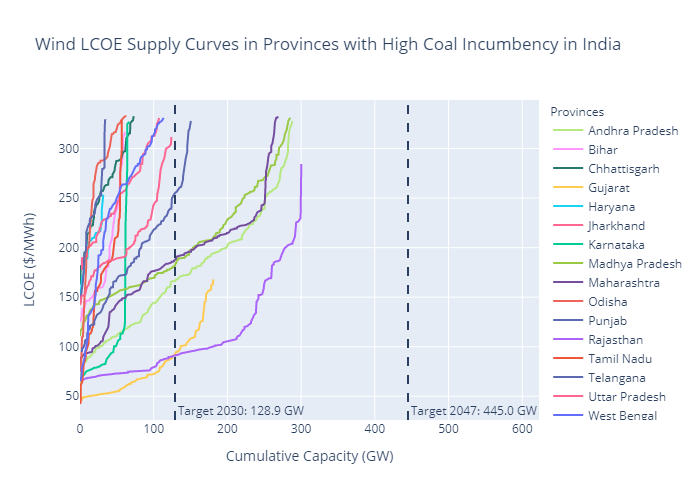 Wind LCOE Supply Curves in Provinces with High Coal Incumbency in India
Provinces
Andhra Pradesh
Bihar
Chhattisgarh
Gujarat
Haryana
Jharkhand
Karnataka
Madhya Pradesh
Maharashtra
Odisha
Punjab
Rajasthan
Tamil Nadu
Telangana
Uttar Pradesh
West Bengal
LCOE ($/MWh)
300
250
200
150
100
50
Target 2030: 128.9 GW
Target 2047: 445.0 GW
0 100 200 300 400 500 600
Cumulative Capacity (GW)